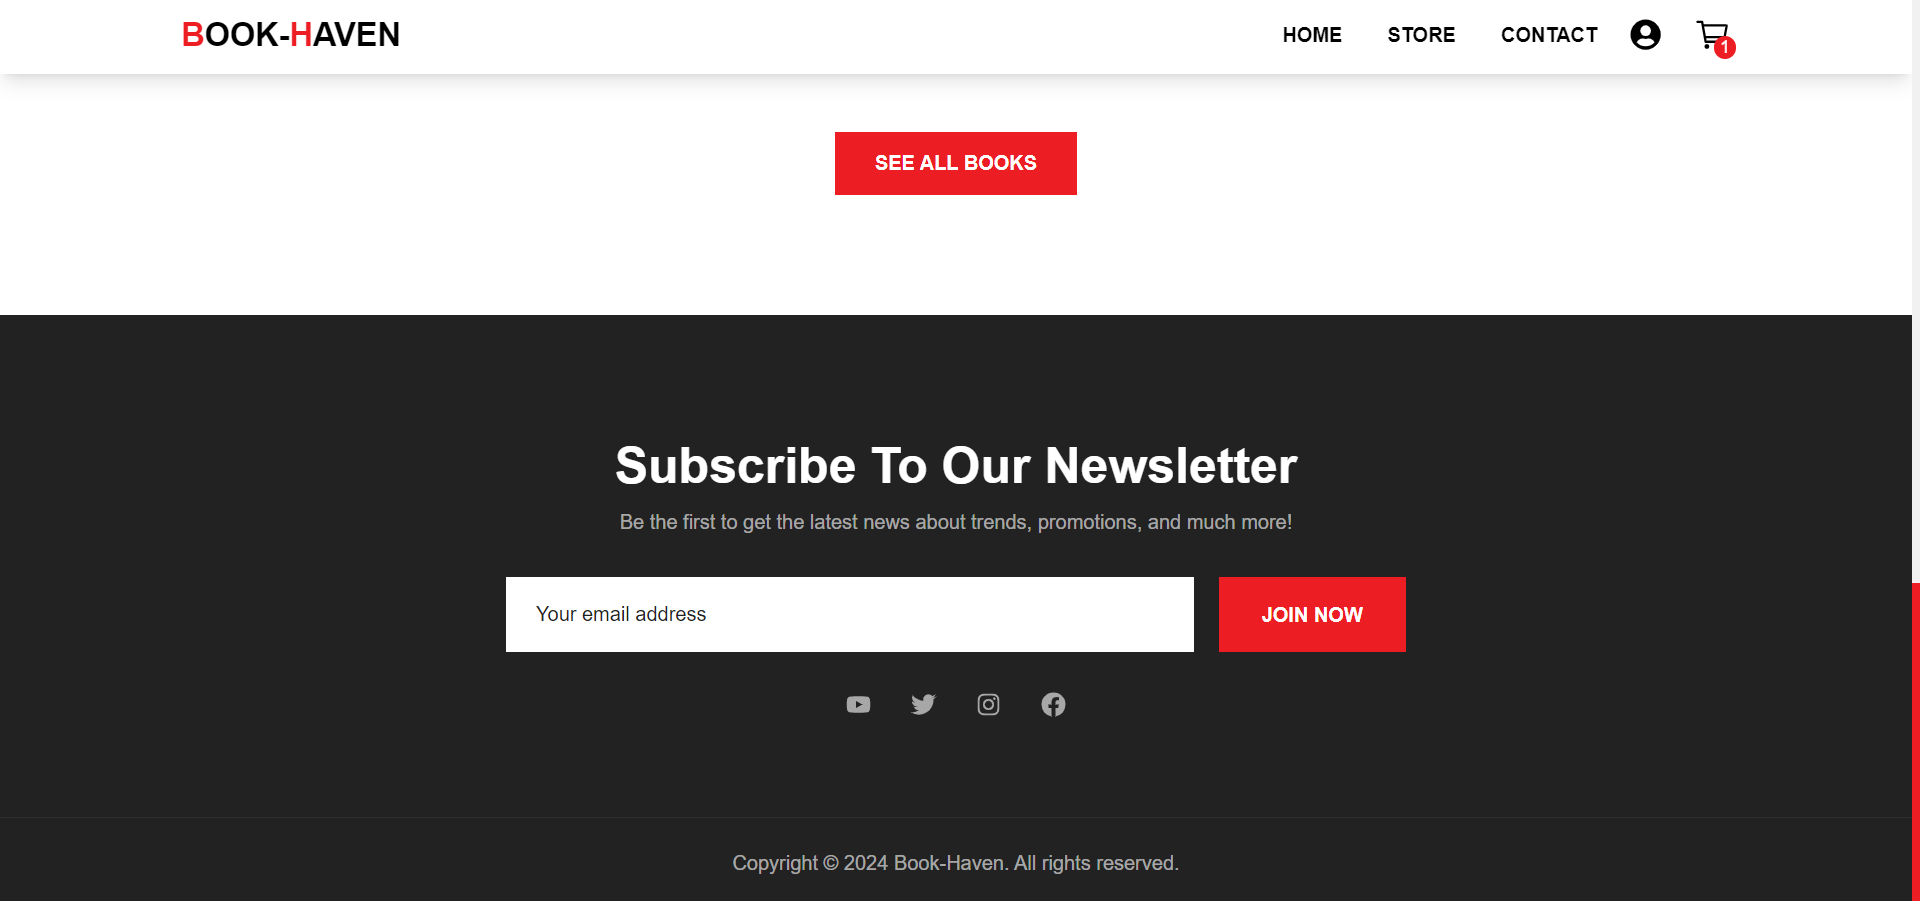 BOOK-HAVEN HOME STORE CONTACT 1
SEE ALL BOOKS
Subscribe To Our Newsletter
Be the first to get the latest news about trends, promotions, and much more!
Your email address JOIN NOW
Copyright © 2024 Book-Haven. All rights reserved.